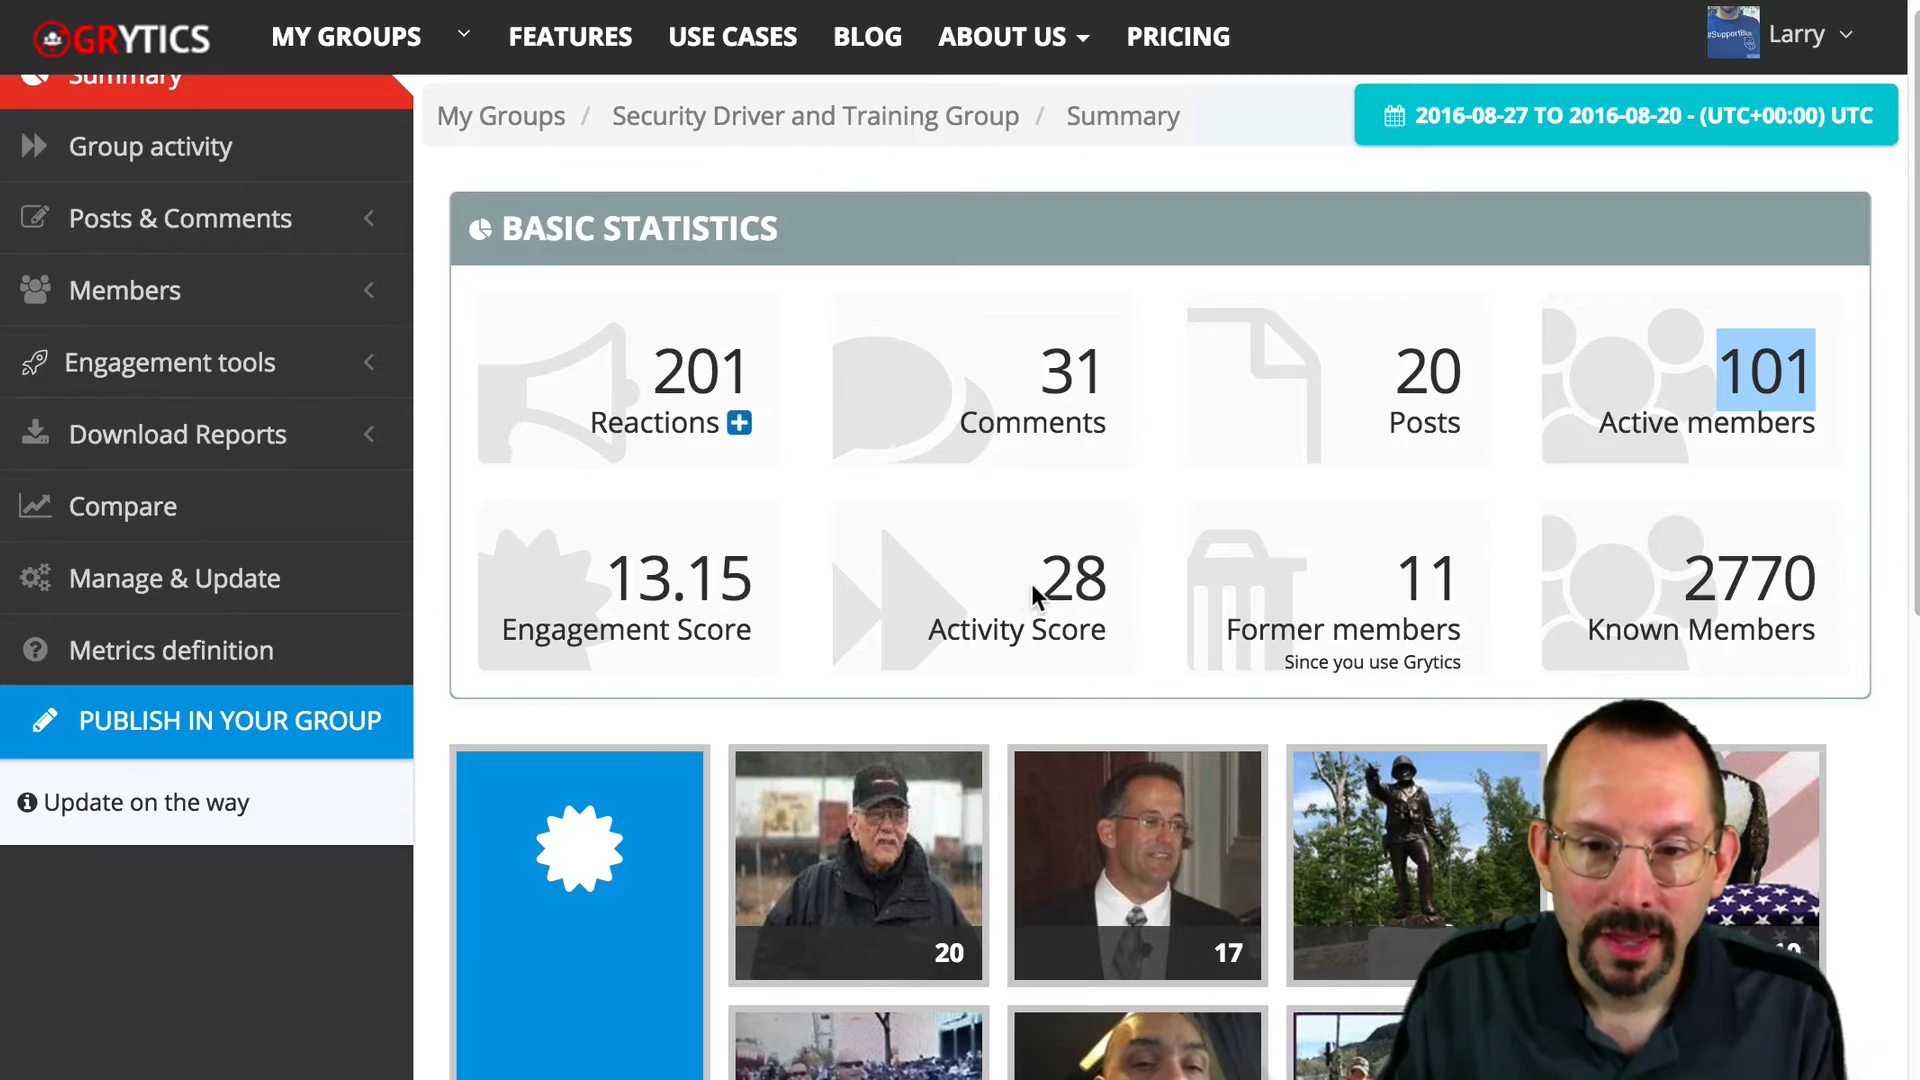 GRYTICS MY GROUPS FEATURES USE CASES BLOG ABOUT US PRICING Larry
#Support
Summary
My Groups / Security Driver and Training Group / Summary
2016-08-27 TO 2016-08-20 - (UTC+00:00) UTC
Group activity
Posts & Comments
Members
Engagement tools
Download Reports
Compare
Manage & Update
Metrics definition
PUBLISH IN YOUR GROUP
Update on the way
BASIC STATISTICS
201 31 20 101
Reactions Comments Posts Active members
13.15 28 11 2770
Engagement Score Activity Score Former members Known Members
Since you use Grytics
20 17